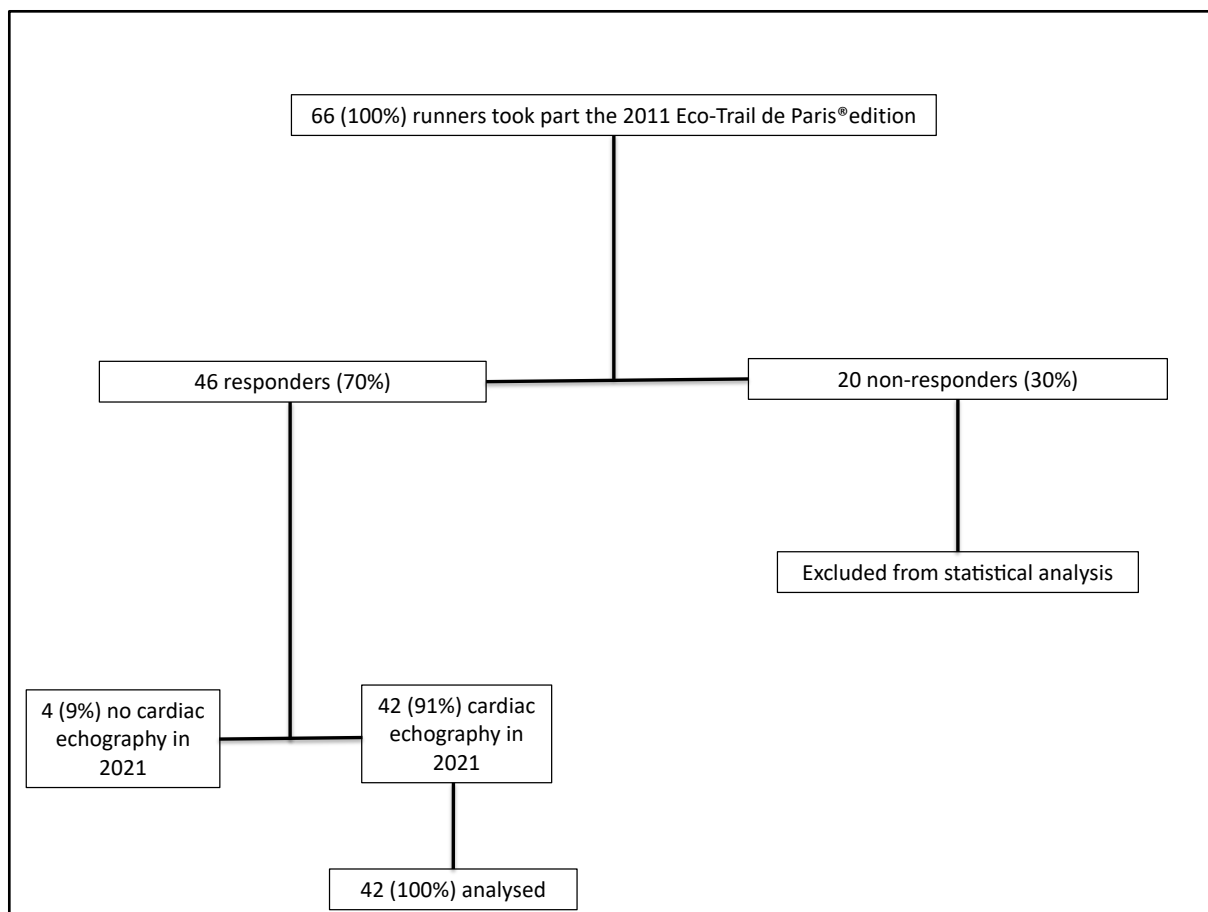 66 (100%) runners took part the 2011 Eco-Trail de Paris®edition
46 responders (70%)
20 non-responders (30%)
Excluded from statistical analysis
4 (9%) no cardiac
echography in
2021
42 (91%) cardiac
echography in
2021
42 (100%) analysed